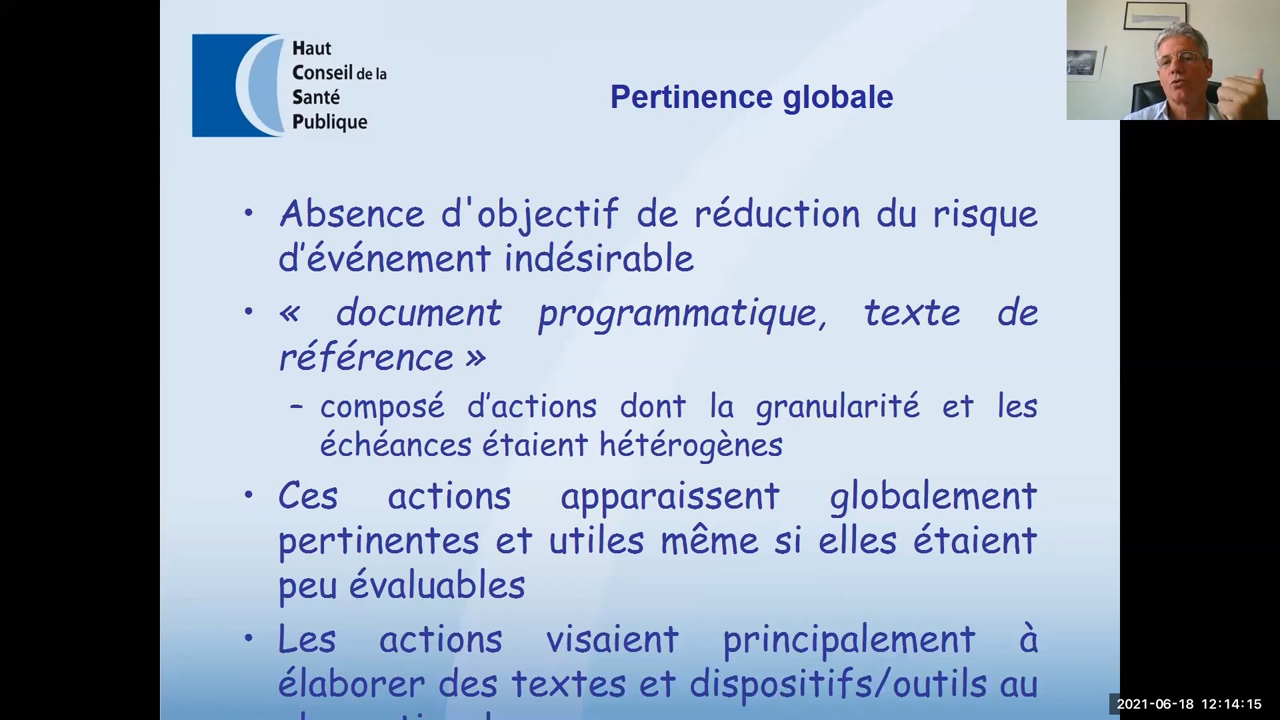 Haut
Conseil de la
Santé
Publique
Pertinence globale
• Absence d'objectif de réduction du risque
d’événement indésirable
• « document programmatique, texte de
référence »
– composé d’actions dont la granularité et les
échéances étaient hétérogènes
• Ces actions apparaissent globalement
pertinentes et utiles même si elles étaient
peu évaluables
• Les actions visaient principalement à
élaborer des textes et dispositifs/outils au
2021-06-18 12:14:15